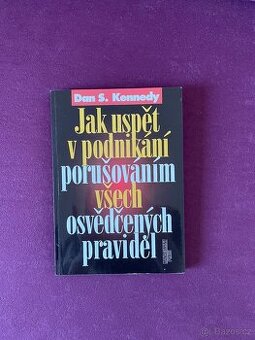 Dan S. Kennedy
Jak uspět
v podnikání
porušováním
všech
osvědčených
pravidel